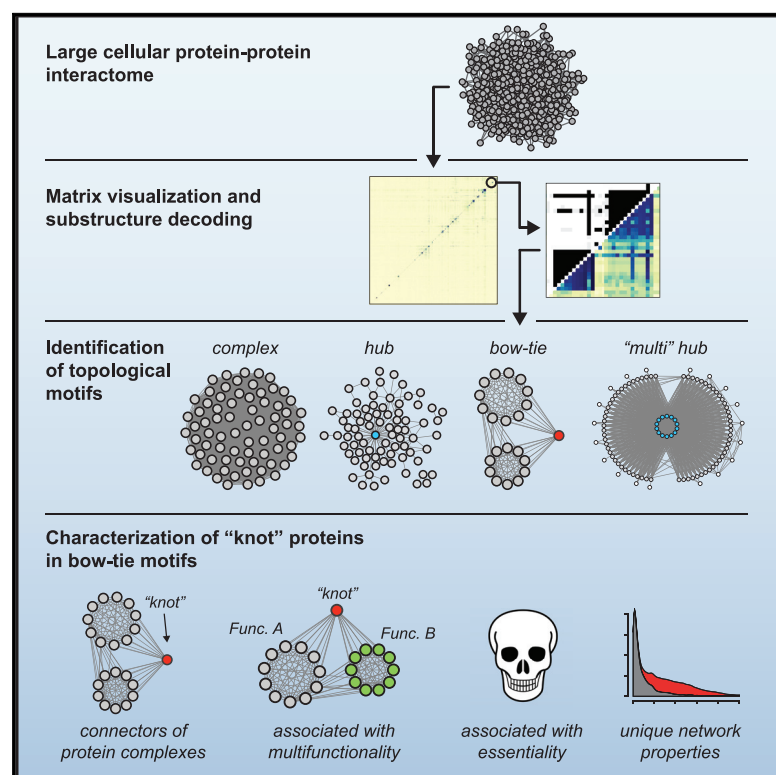 Large cellular protein-protein
interactome
Matrix visualization and
substructure decoding
Identification
of topological
motifs
complex
hub
bow-tie
“multi” hub
Characterization of “knot” proteins
in bow-tie motifs
“knot”
“knot”
Func. A
Func. B
connectors of
protein complexes
associated with
multifunctionality
associated with
essentiality
unique network
properties